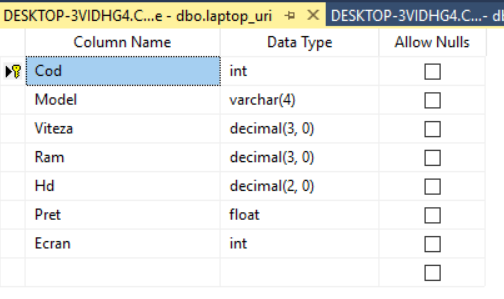 DESKTOP-3VIDHG4.C...e - dbo.laptop_uri DESKTOP-3VIDHG4.C...- db
Column Name Data Type Allow Nulls
Cod int
Model varchar(4)
Viteza decimal(3, 0)
Ram decimal(3, 0)
Hd decimal(2, 0)
Pret float
Ecran int